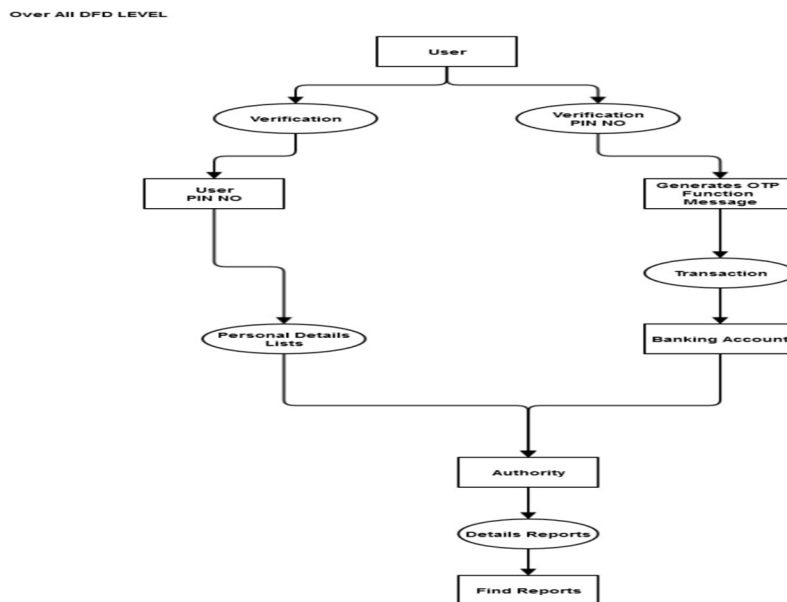 Over All DFD LEVEL
User
Verification
Verification
PIN NO
User
PIN NO
Generates OTP
Function
Message
Transaction
Personal Details
Lists
Banking Account
Authority
Details Reports
Find Reports